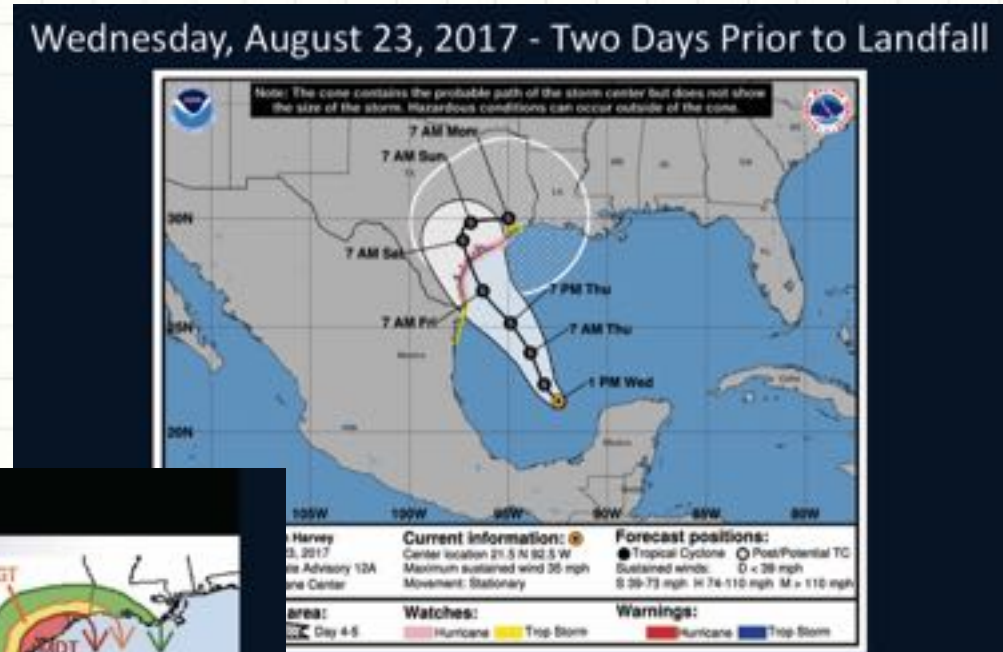 Wednesday, August 23, 2017 - Two Days Prior to Landfall
Note: The cone contains the probable path of the storm center but does not show
the size of the storm. Hazardous conditions can occur outside of the cone.
7 AM Mon
7 AM Sun
LA
30N
7 AM Sat
7 PM Thu
7 AM Fri
25N
7 AM Thu
Mexico
1 PM Wed
Cuba
20N
Mexico
105W 100W 95W 90W 85W 80W
Harvey
23, 2017
Advisory 12A
ne Center
Current information:
Center location 21.5 N 92.5 W
Maximum sustained wind 35 mph
Movement: Stationary
Forecast positions:
Tropical Cyclone Post/Potential TC
Sustained winds: D < 39 mph
S 39-73 mph H 74-110 mph M > 110 mph
area:
Day 4-5
Watches:
Hurricane Trop Storm
Warnings:
Hurricane Trop Storm